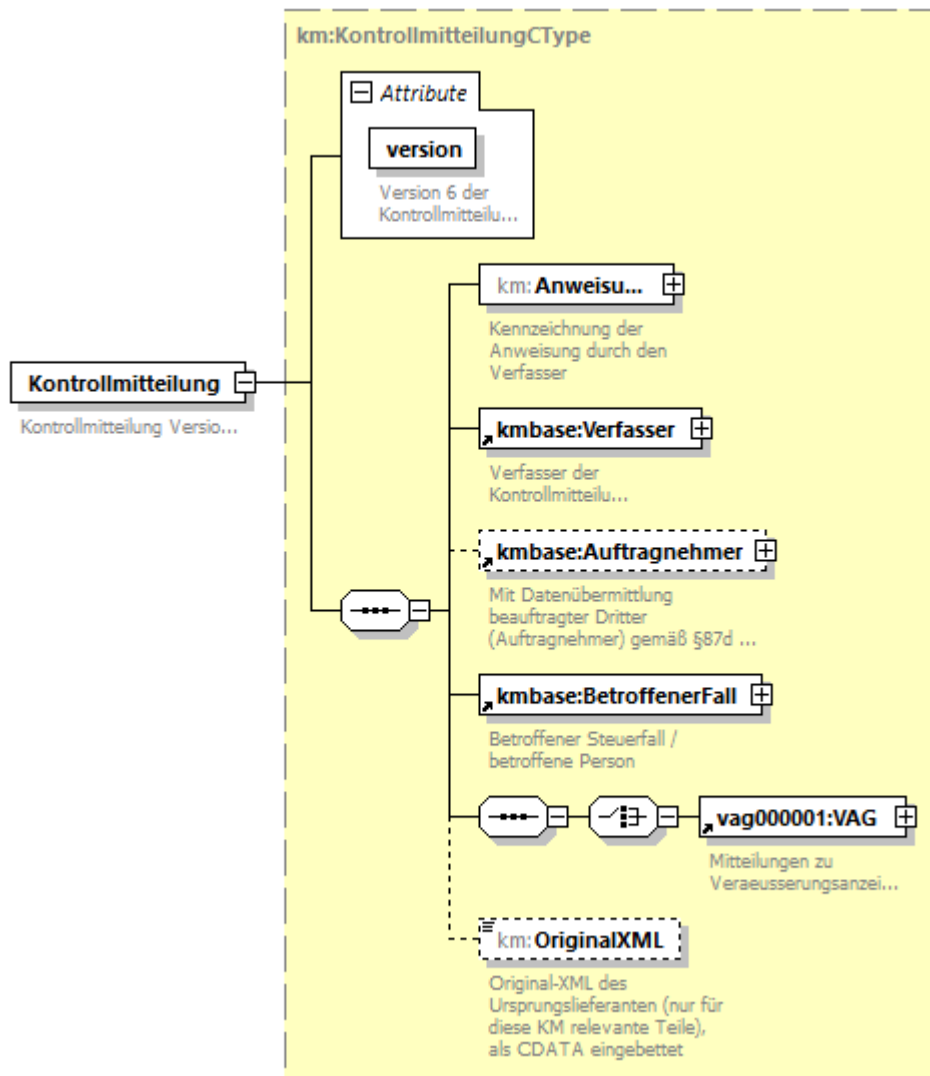 km:KontrollmitteilungCType
Attribute
version
Version 6 der
Kontrollmitteilu...
km:Anweisu...
Kennzeichnung der
Anweisung durch den
Verfasser
Kontrollmitteilung
Kontrollmitteilung Versio...
kmbase:Verfasser
Verfasser der
Kontrollmitteilu...
kmbase:Auftragnehmer
Mit Datenübermittlung
beauftragter Dritter
(Auftragnehmer) gemäß §87d ...
kmbase:BetroffenerFall
Betroffener Steuerfall /
betroffene Person
vag000001:VAG
Mitteilungen zu
Veraeusserungsanzei...
km:OriginalXML
Original-XML des
Ursprungslieferanten (nur für
diese KM relevante Teile),
als CDATA eingebettet